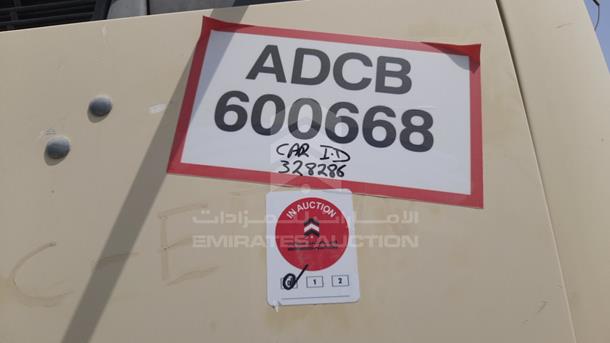 ADCB
600668
CAR I.D
328286
الإمارات للمزادات
EMIRATES AUCTION
IN AUCTION
1 2
C-E